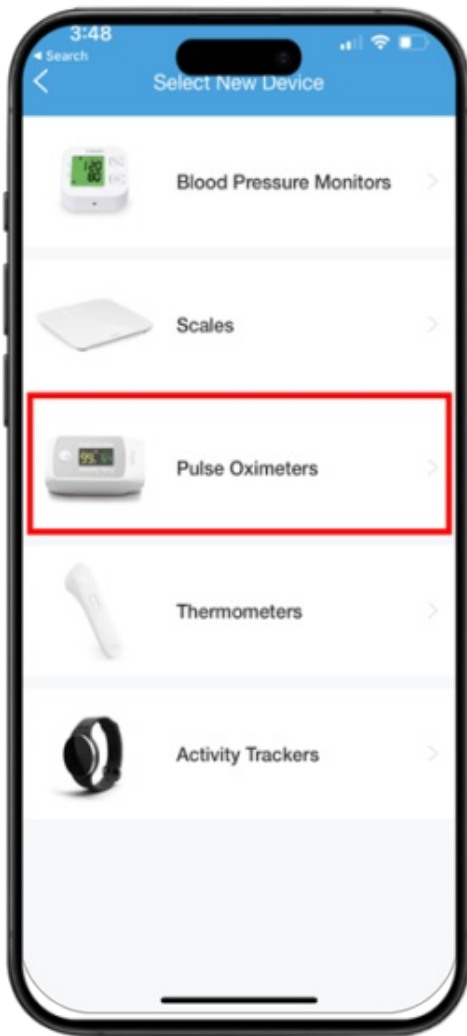 3:48
◀ Search
Select New Device
Blood Pressure Monitors
Scales
Pulse Oximeters
Thermometers
Activity Trackers